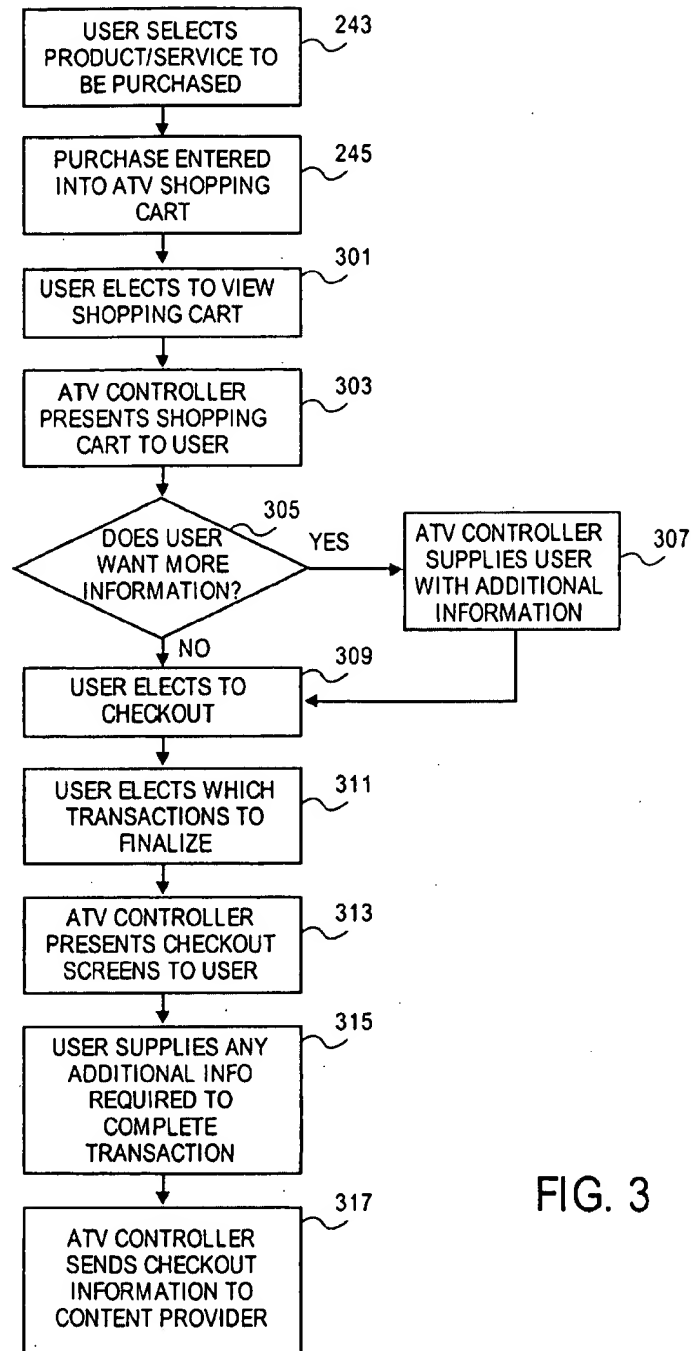 243
USER SELECTS
PRODUCT/SERVICE TO
BE PURCHASED
245
PURCHASE ENTERED
INTO ATV SHOPPING
CART
301
USER ELECTS TO VIEW
SHOPPING CART
303
ATV CONTROLLER
PRESENTS SHOPPING
CART TO USER
305
DOES USER
WANT MORE
INFORMATION?
YES
ATV CONTROLLER
SUPPLIES USER
WITH ADDITIONAL
INFORMATION
307
NO
309
USER ELECTS TO
CHECKOUT
311
USER ELECTS WHICH
TRANSACTIONS TO
FINALIZE
313
ATV CONTROLLER
PRESENTS CHECKOUT
SCREENS TO USER
315
USER SUPPLIES ANY
ADDITIONAL INFO
REQUIRED TO
COMPLETE
TRANSACTION
317
ATV CONTROLLER
SENDS CHECKOUT
INFORMATION TO
CONTENT PROVIDER
FIG. 3